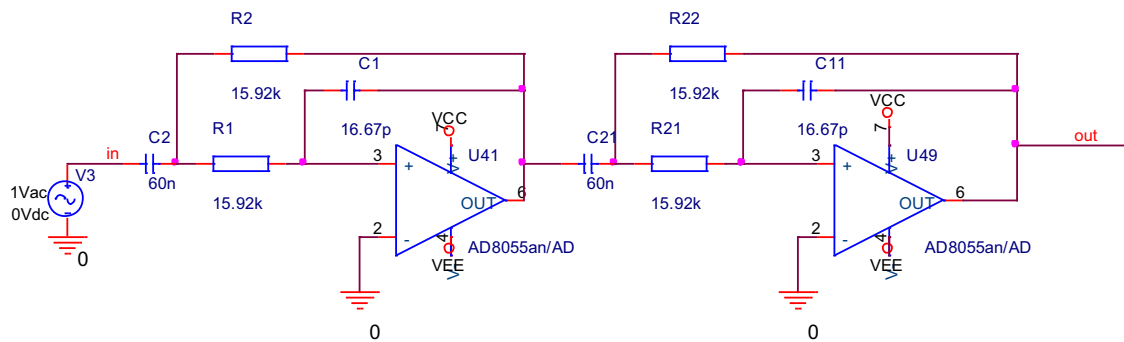 R2
R22
C1
C11
15.92k
15.92k
VCC
7
VCC
7
C2
R1
16.67p
C21
R21
16.67p
out
in
V3
3
+
V+
U41
3
+
V+
U49
1Vac
0Vdc
60n
15.92k
OUT
6
60n
15.92k
OUT
6
2
-
4
V-
AD8055an/AD
2
-
4
V-
AD8055an/AD
VEE
VEE
0
0
0